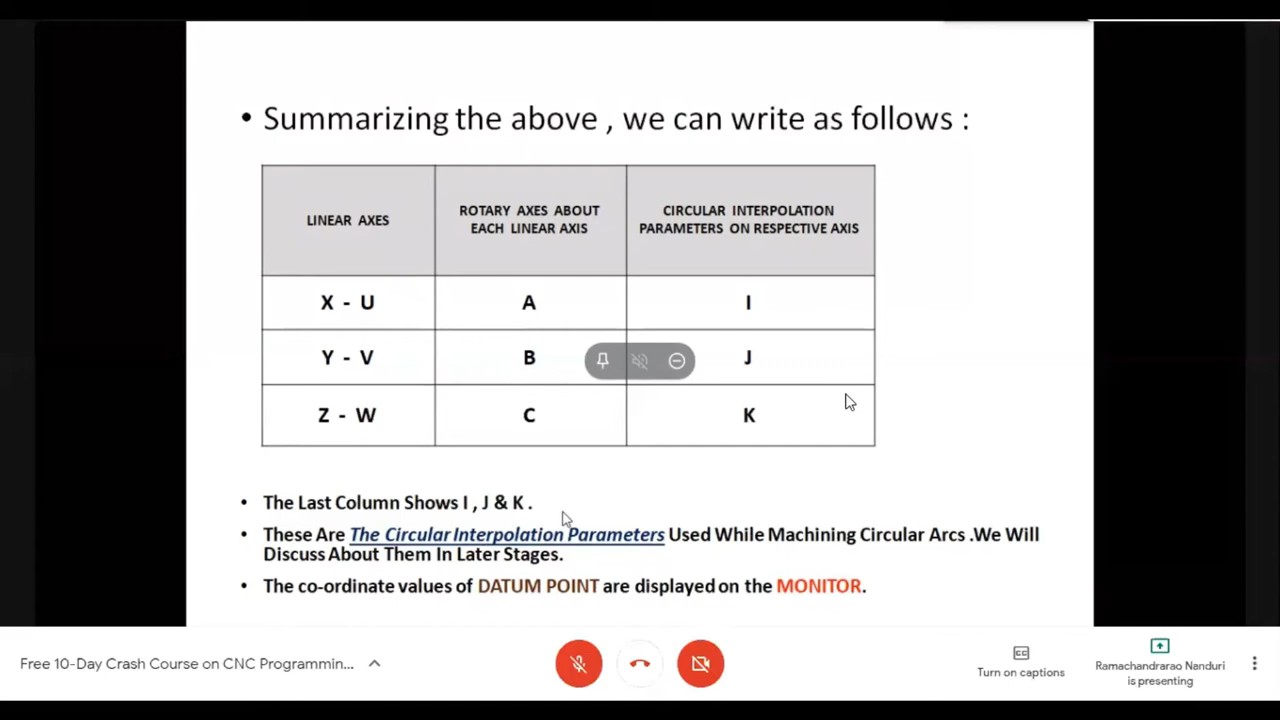 • Summarizing the above , we can write as follows :
LINEAR AXES
ROTARY AXES ABOUT
EACH LINEAR AXIS
CIRCULAR INTERPOLATION
PARAMETERS ON RESPECTIVE AXIS
X - U
A
I
Y - V
B
J
Z - W
C
K
• The Last Column Shows I , J & K .
• These Are The Circular Interpolation Parameters Used While Machining Circular Arcs .We Will
Discuss About Them In Later Stages.
• The co-ordinate values of DATUM POINT are displayed on the MONITOR.
Free 10-Day Crash Course on CNC Programmin...
Turn on captions
Ramachandrarao Nanduri
is presenting